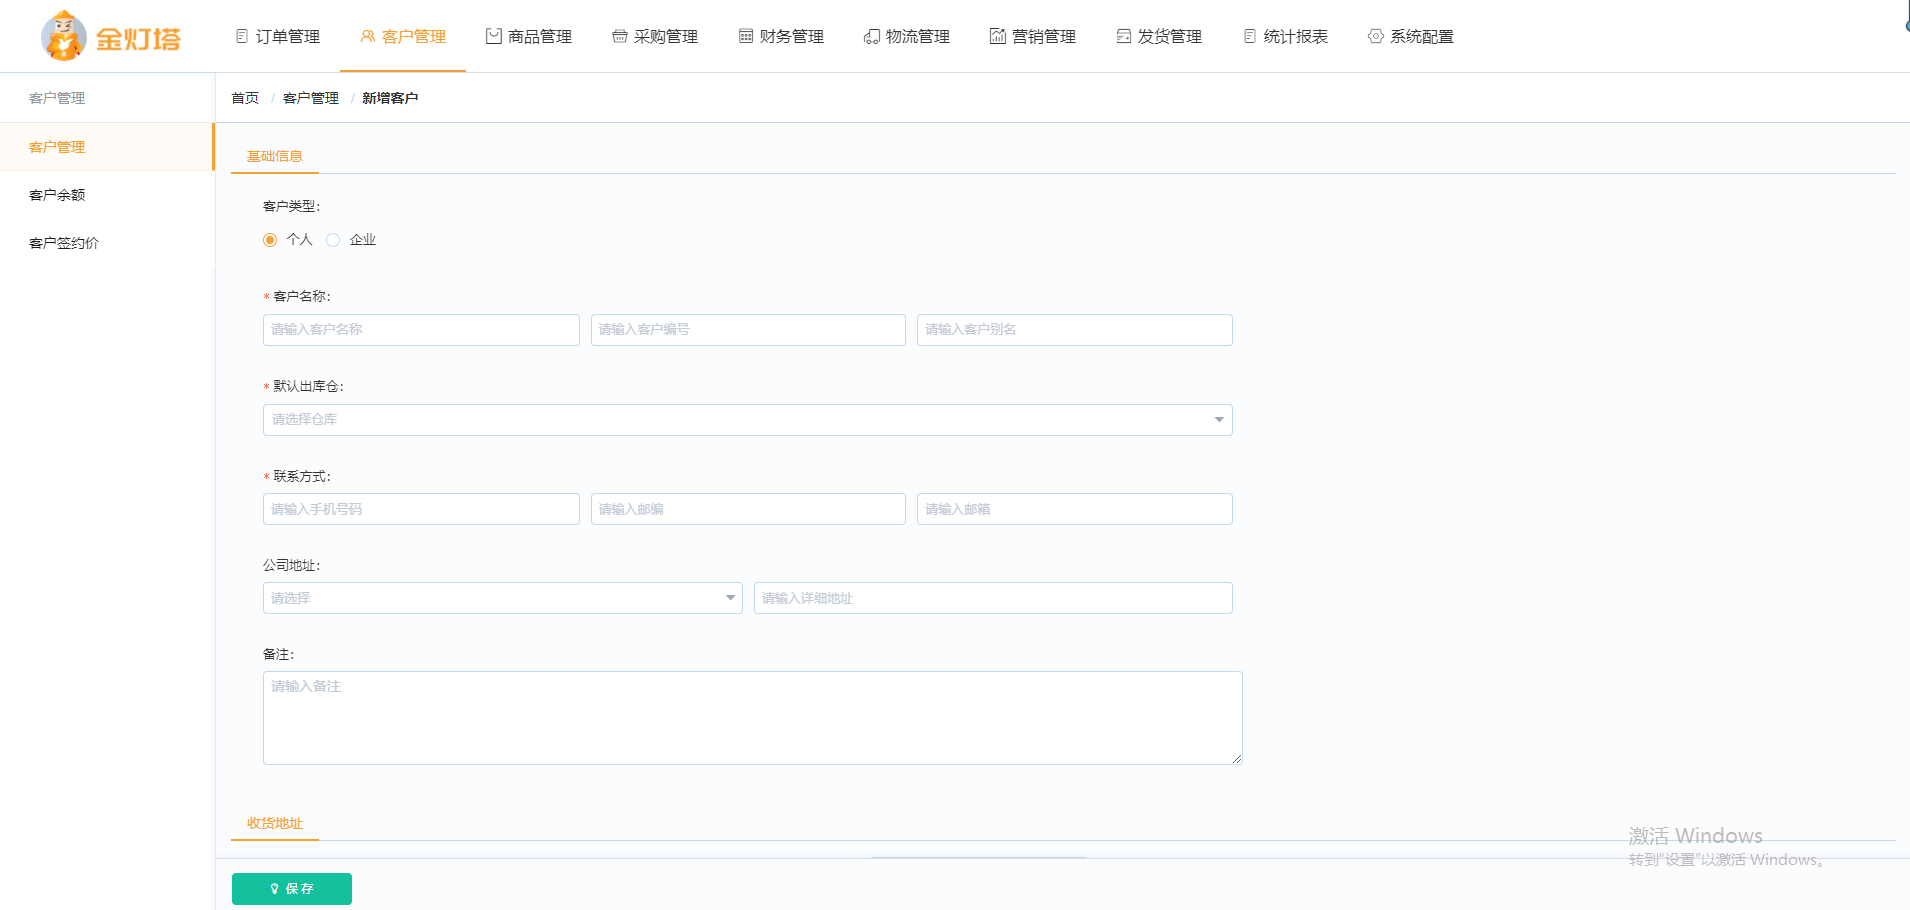 金灯塔 订单管理 客户管理 商品管理 采购管理 财务管理 物流管理 营销管理 发货管理 统计报表 系统配置
客户管理
客户管理
客户余额
客户签约价
首页 / 客户管理 / 新增客户
基础信息
客户类型:
个人 企业
* 客户名称:
请输入客户名称 请输入客户编号 请输入客户别名
* 默认出库仓:
请选择仓库
* 联系方式:
请输入手机号码 请输入邮编 请输入邮箱
公司地址:
请选择 请输入详细地址
备注:
请输入备注
收货地址
激活 Windows
转到"设置"以激活 Windows。
保存